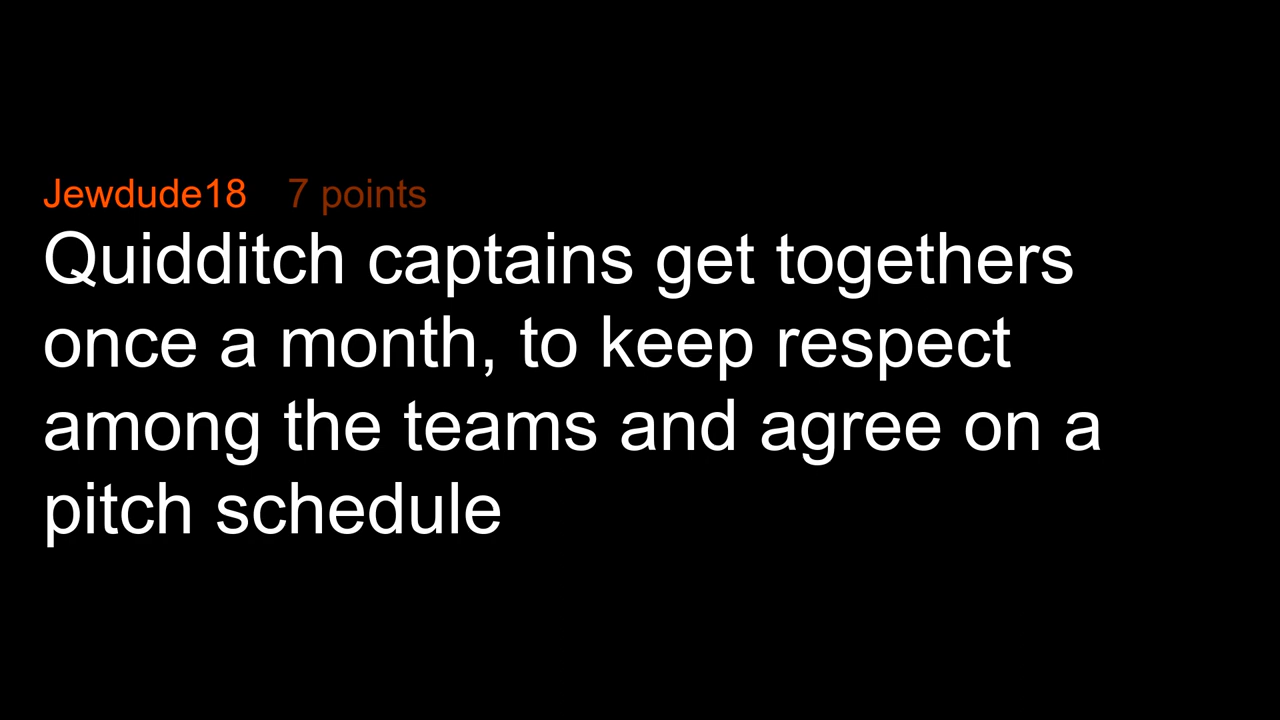 Jewdude18 7 points
Quidditch captains get togethers
once a month, to keep respect
among the teams and agree on a
pitch schedule